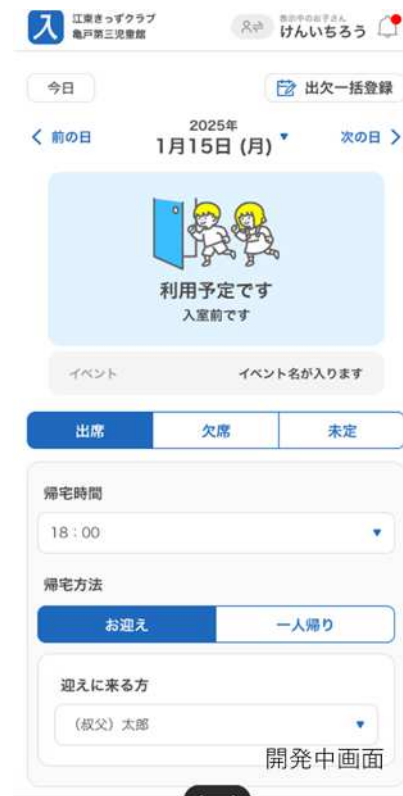 入
江東きっずクラブ
亀戸第三児童館
表示中のお子さん
けんいちろう
今日
出欠一括登録
前の日
2025年
1月15日 (月)
次の日
利用予定です
入室前です
イベント
イベント名が入ります
出席
欠席
未定
帰宅時間
18：00
帰宅方法
お迎え
一人帰り
迎えに来る方
（叔父）太郎
開発中画面